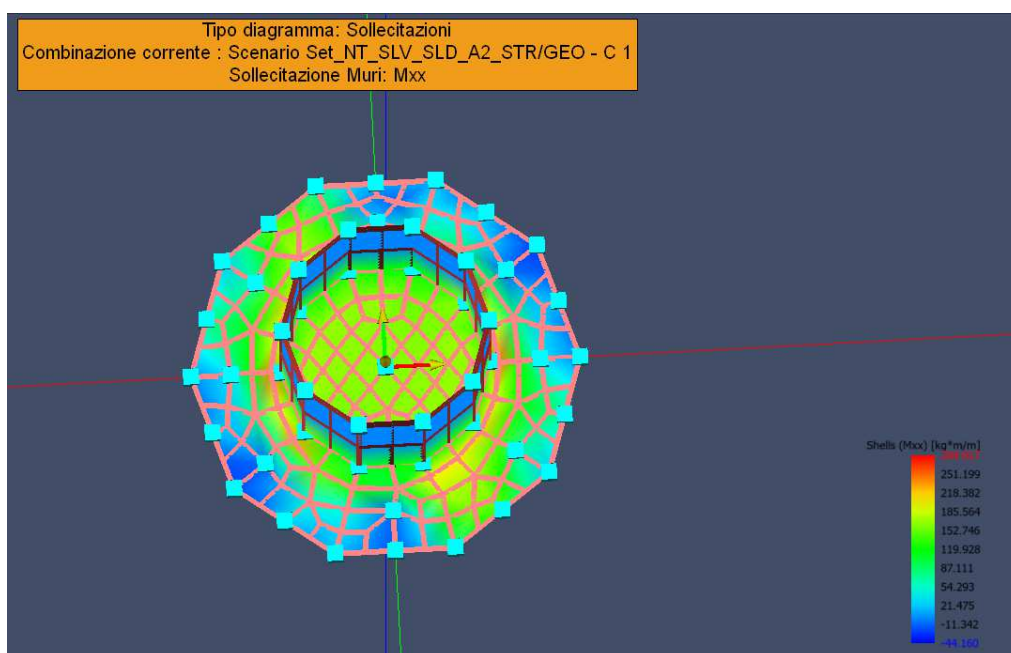 Tipo diagramma: Sollecitazioni
Combinazione corrente : Scenario Set_NT_SLV_SLD_A2_STR/GEO - C 1
Sollecitazione Muri: Mxx
Shells (Mxx) [kg*m/m]
251.199
218.382
185.564
152.746
119.928
87.111
54.293
21.475
-11.342
-44.160